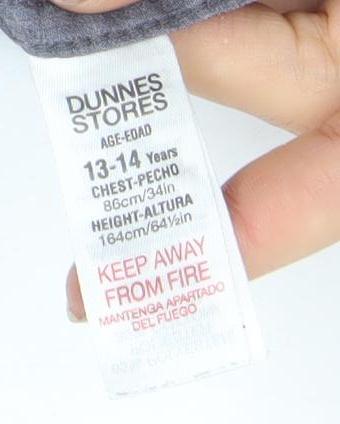 DUNNES
STORES
AGE-EDAD
13-14 Years
CHEST-PECHO
86cm/34in
HEIGHT-ALTURA
164cm/64½in
KEEP AWAY
FROM FIRE
MANTENGA APARTADO
DEL FUEGO